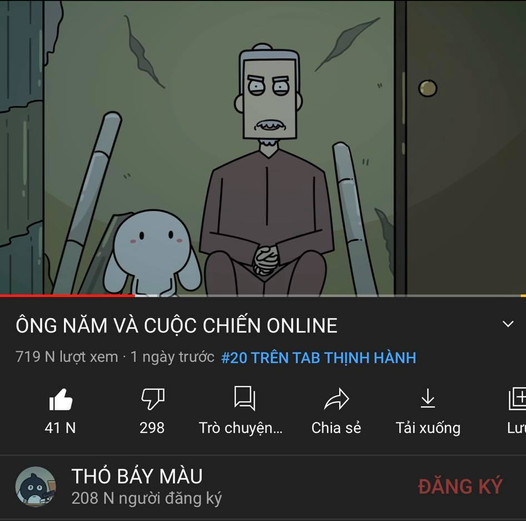 ÔNG NĂM VÀ CUỘC CHIẾN ONLINE
719 N lượt xem · 1 ngày trước #20 TRÊN TAB THỊNH HÀNH
41 N 298 Trò chuyện... Chia sẻ Tải xuống Lưu
THỎ BẢY MÀU
208 N người đăng ký ĐĂNG KÝ